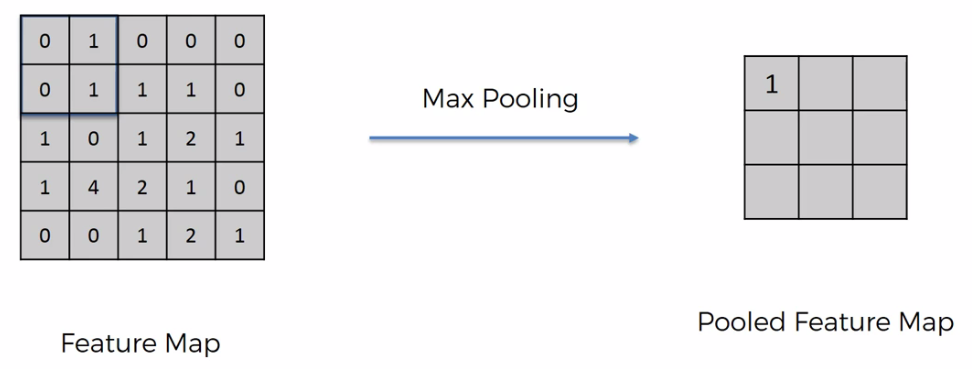 0 1 0 0 0
0 1 1 1 0
1 0 1 2 1
1 4 2 1 0
0 0 1 2 1
Feature Map
Max Pooling
1
Pooled Feature Map